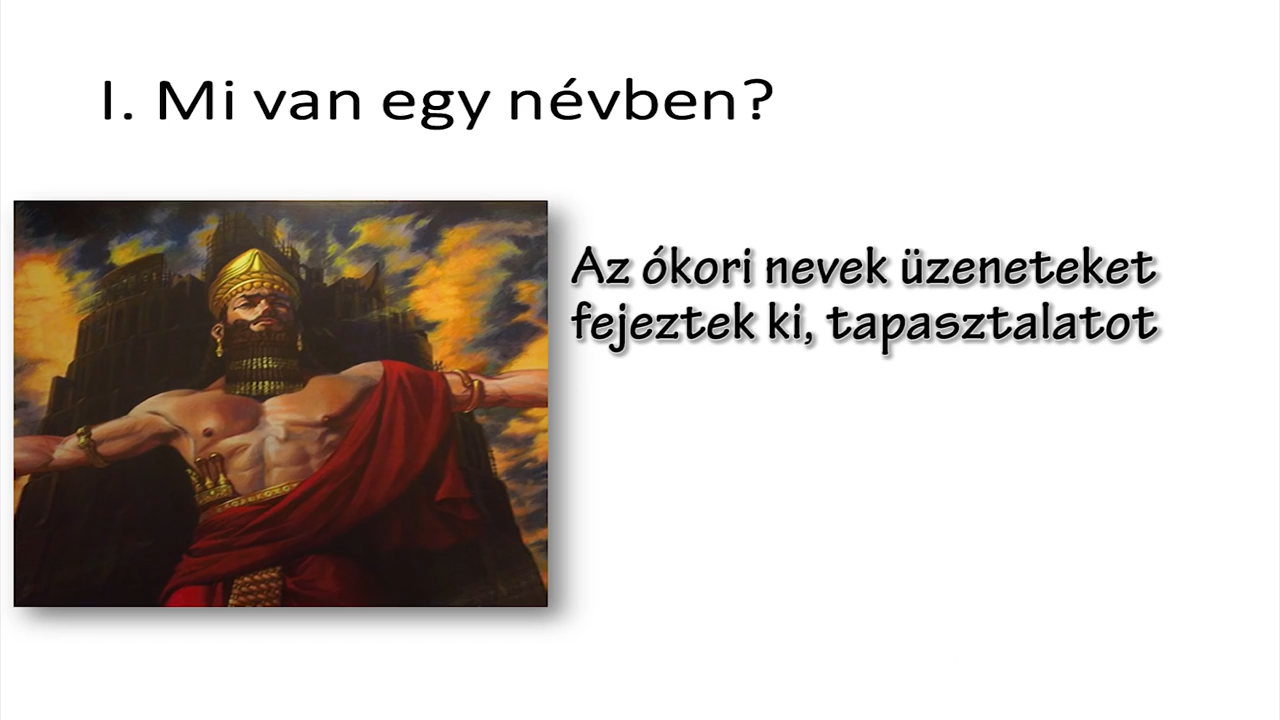 I. Mi van egy névben?
Az ókori nevek üzeneteket
fejeztek ki, tapasztalatot